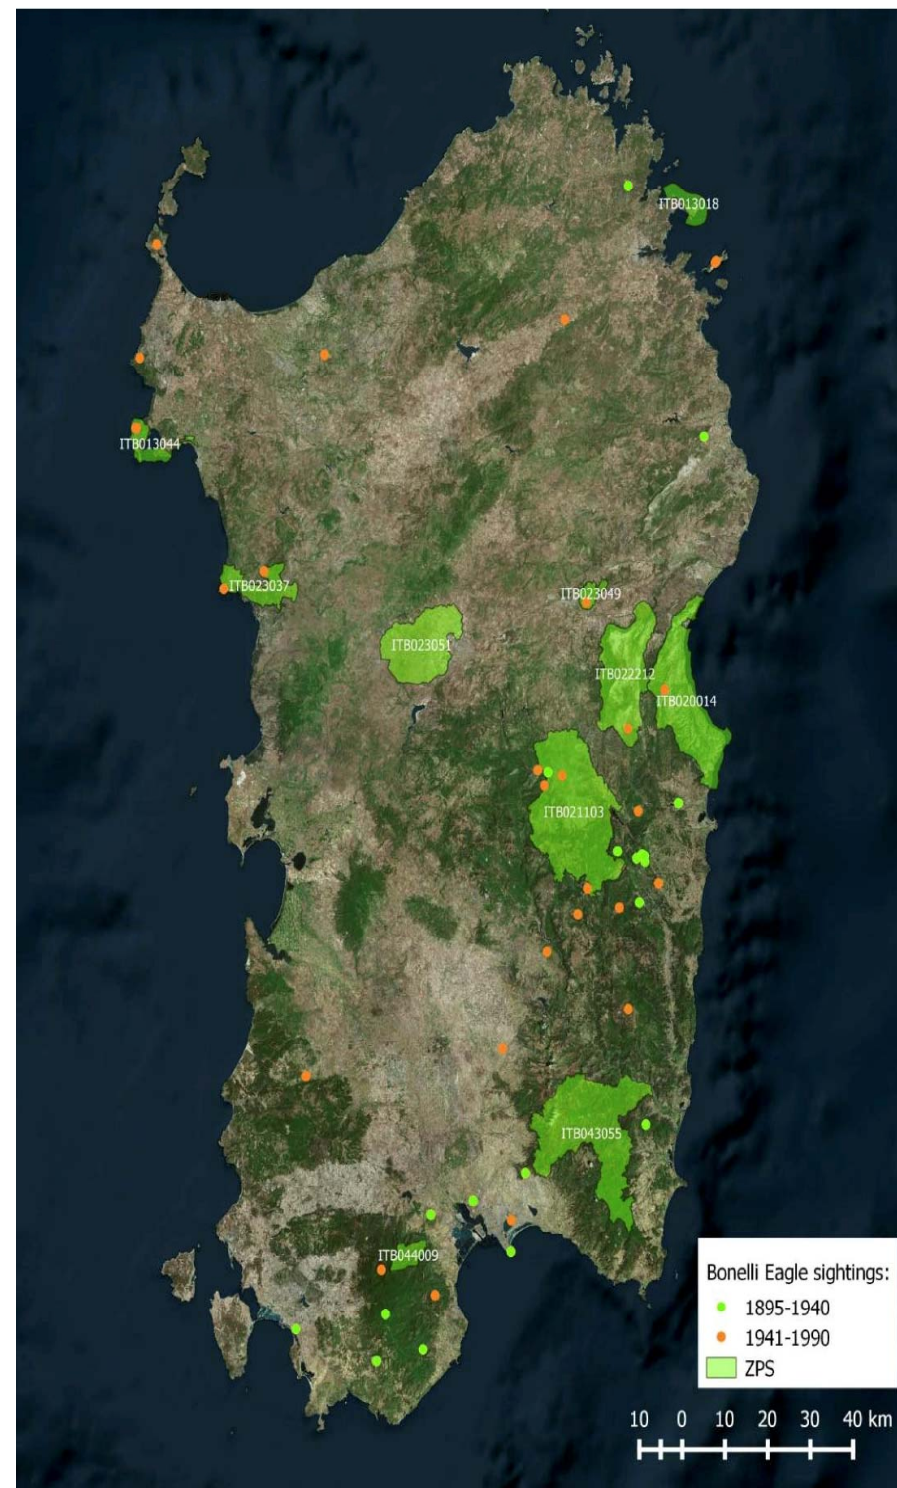 ITB013018
ITB013044
ITB023037
ITB023049
ITB023051
ITB022212
ITB020014
ITB021103
ITB043055
ITB044009
Bonelli Eagle sightings:
1895-1940
1941-1990
ZPS
10 0 10 20 30 40 km